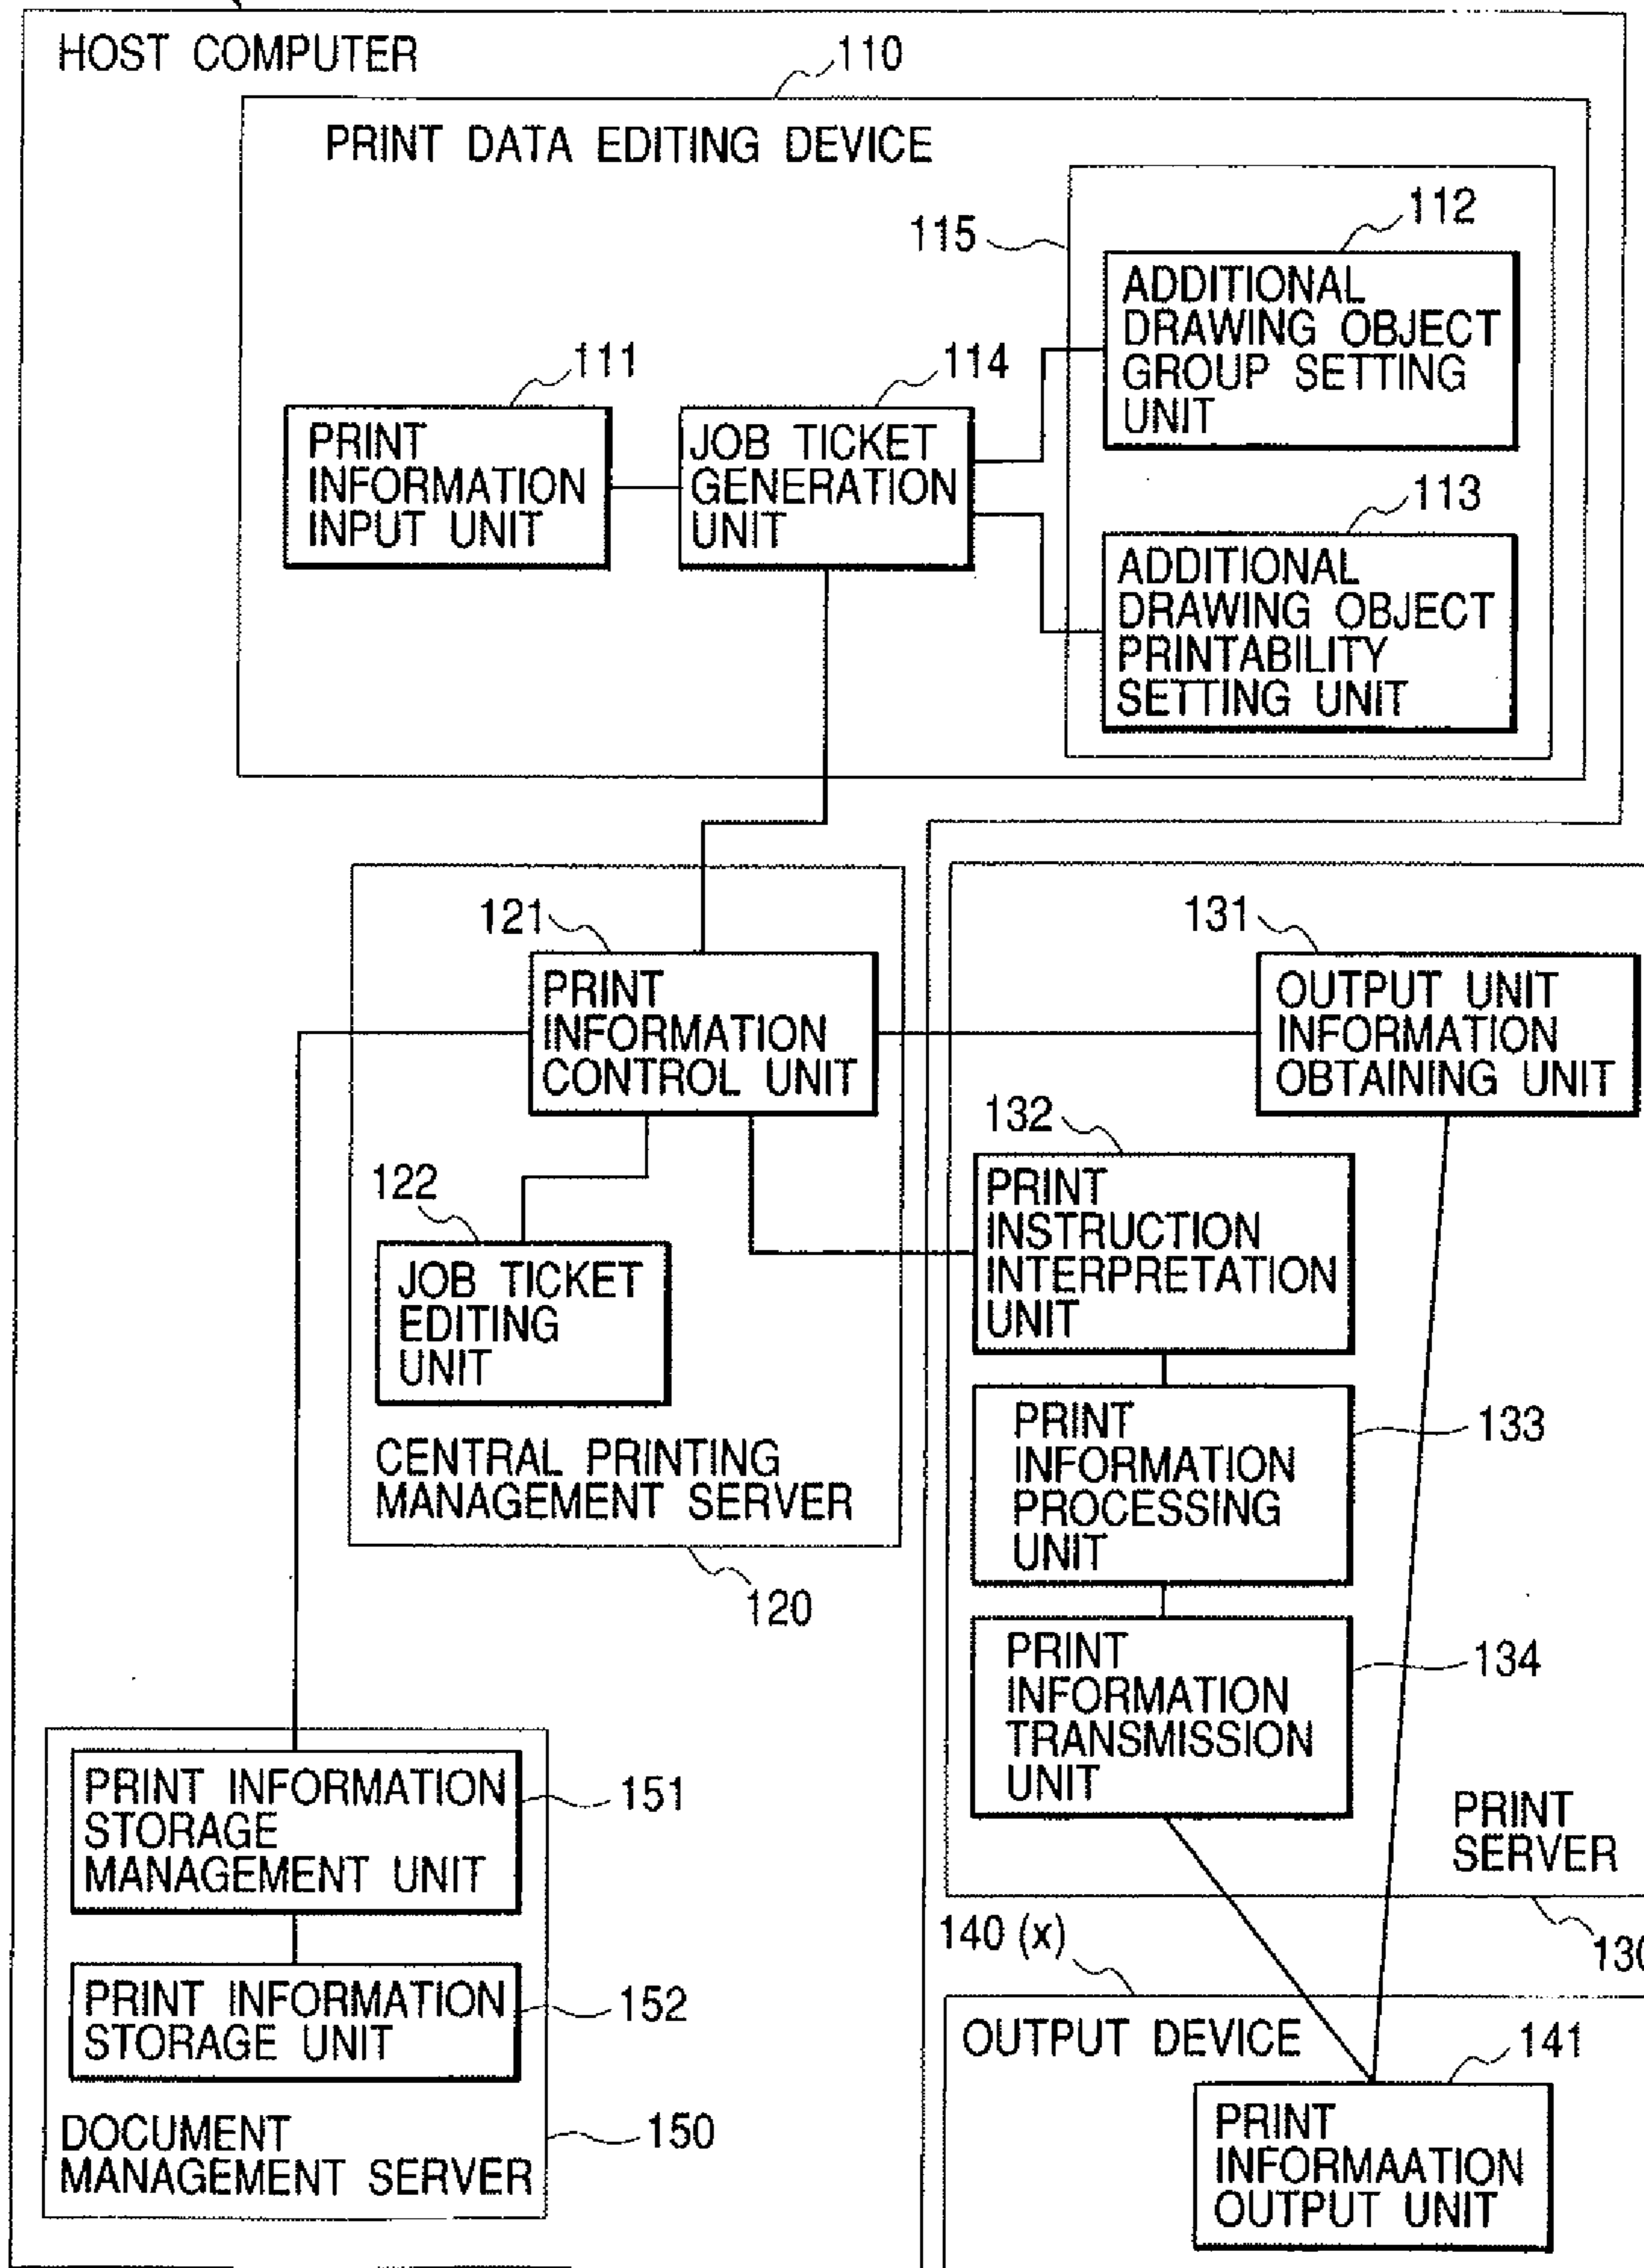 HOST COMPUTER
110
PRINT DATA EDITING DEVICE
115
112
ADDITIONAL
DRAWING OBJECT
GROUP SETTING
UNIT
111
PRINT
INFORMATION
INPUT UNIT
114
JOB TICKET
GENERATION
UNIT
113
ADDITIONAL
DRAWING OBJECT
PRINTABILITY
SETTING UNIT
121
PRINT
INFORMATION
CONTROL UNIT
131
OUTPUT UNIT
INFORMATION
OBTAINING UNIT
122
JOB TICKET
EDITING
UNIT
CENTRAL PRINTING
MANAGEMENT SERVER
120
132
PRINT
INSTRUCTION
INTERPRETATION
UNIT
PRINT
INFORMATION
PROCESSING
UNIT
133
PRINT
INFORMATION
TRANSMISSION
UNIT
134
PRINT
SERVER
130
PRINT INFORMATION
STORAGE
MANAGEMENT UNIT
151
PRINT INFORMATION
STORAGE UNIT
152
DOCUMENT
MANAGEMENT SERVER
150
140 (x)
OUTPUT DEVICE
141
PRINT
INFORMAATION
OUTPUT UNIT